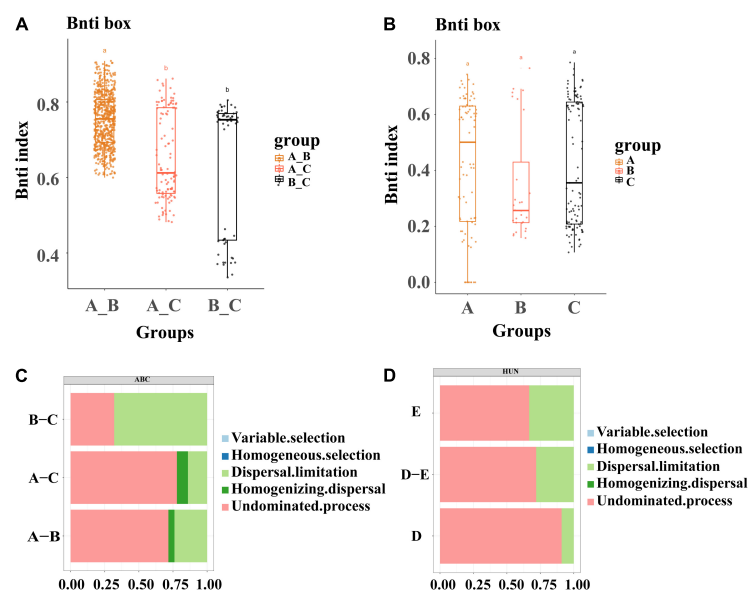 A
Bnti box
Bnti index
0.8
0.6
0.4
a
b
b
A_B
A_C
B_C
Groups
group
A_B
A_C
B_C
B
Bnti box
Bnti index
0.8
0.6
0.4
0.2
0.0
a
a
a
A
B
C
Groups
group
A
B
C
C
ABC
B−C
A−C
A−B
0.00 0.25 0.50 0.75 1.00
Variable.selection
Homogeneous.selection
Dispersal.limitation
Homogenizing.dispersal
Undominated.process
D
HUN
E
D−E
D
0.00 0.25 0.50 0.75 1.00
Variable.selection
Homogeneous.selection
Dispersal.limitation
Homogenizing.dispersal
Undominated.process